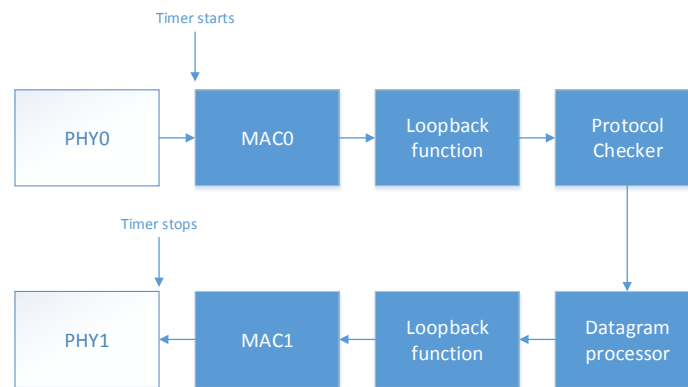 Timer starts
PHY0
MAC0
Loopback
function
Protocol
Checker
Timer stops
PHY1
MAC1
Loopback
function
Datagram
processor